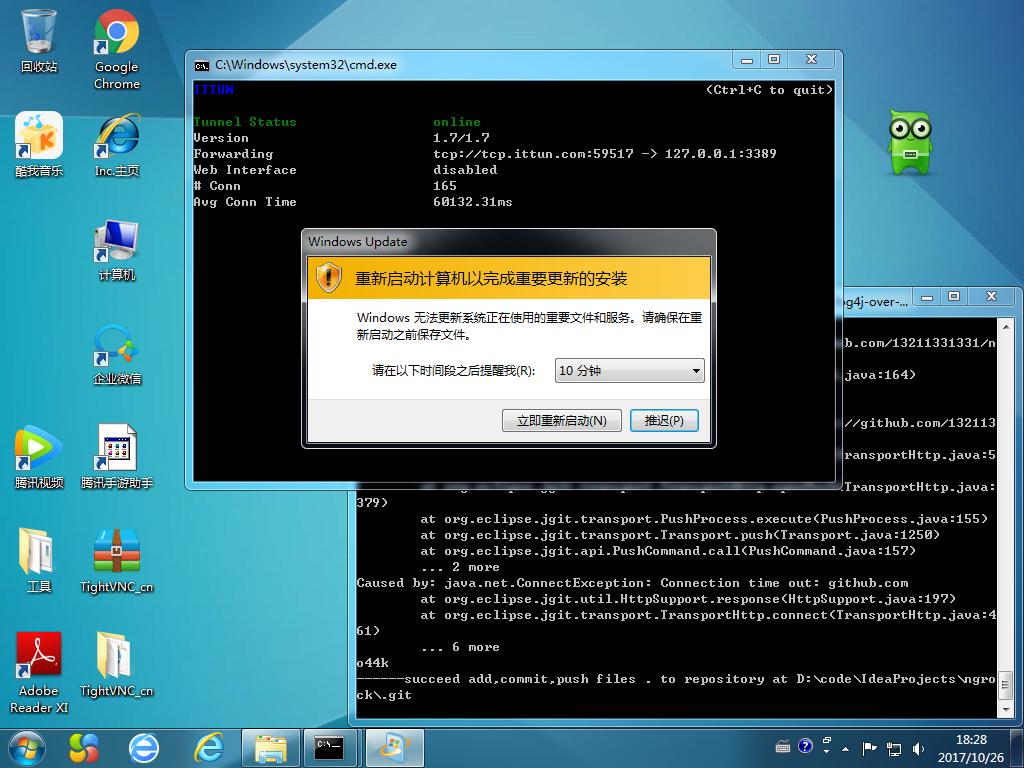 回收站
Google
Chrome
酷我音乐
Inc.主页
计算机
企业微信
腾讯视频
腾讯手游助手
工具
TightVNC_cn
Adobe
Reader XI
TightVNC_cn
C:\Windows\system32\cmd.exe
ITTUN
(Ctrl+C to quit)
Tunnel Status online
Version 1.7/1.7
Forwarding tcp://tcp.ittun.com:59517 -> 127.0.0.1:3389
Web Interface disabled
# Conn 165
Avg Conn Time 60132.31ms
Windows Update
重新启动计算机以完成重要更新的安装
Windows 无法更新系统正在使用的重要文件和服务。请确保在重
新启动之前保存文件。
请在以下时间段之后提醒我(R): 10 分钟
立即重新启动(N) 推迟(P)
og4j-over-...
b.com/13211331331/n
java:164)
//github.com/132113
TransportHttp.java:5
TransportHttp.java:
379)
at org.eclipse.jgit.transport.PushProcess.execute(PushProcess.java:155)
at org.eclipse.jgit.transport.Transport.push(Transport.java:1250)
at org.eclipse.jgit.api.PushCommand.call(PushCommand.java:157)
... 2 more
Caused by: java.net.ConnectException: Connection time out: github.com
at org.eclipse.jgit.util.HttpSupport.response(HttpSupport.java:197)
at org.eclipse.jgit.transport.TransportHttp.connect(TransportHttp.java:4
61)
... 6 more
o44k
------succeed add,commit,push files . to repository at D:\code\IdeaProjects\ngro
ck\.git
18:28
2017/10/26